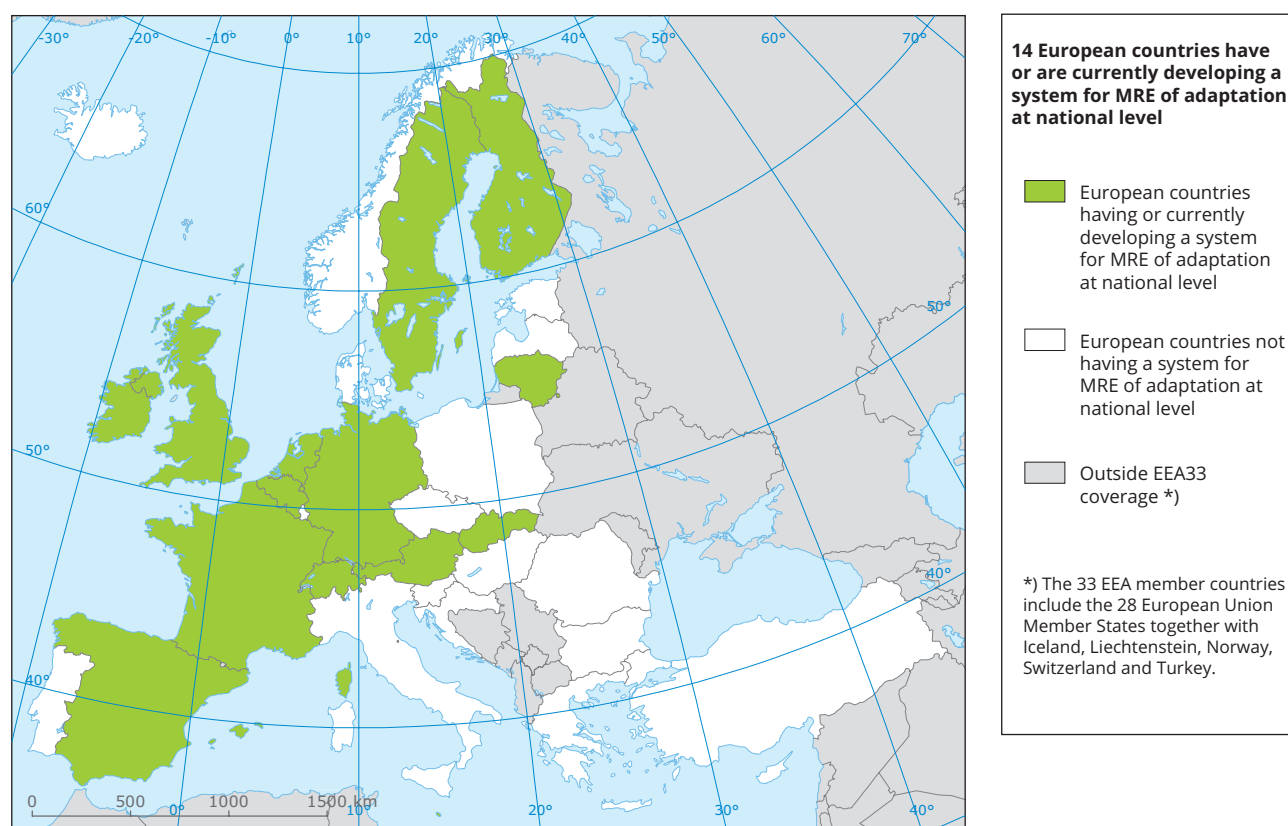 -30°
-20°
-10°
0°
10°
20°
30°
40°
50°
60°
70°
60°
50°
50°
40°
40°
0 500 1000 1500 km
0°
10°
20°
30°
40°
14 European countries have
or are currently developing a
system for MRE of adaptation
at national level
European countries
having or currently
developing a system
for MRE of adaptation
at national level
European countries not
having a system for
MRE of adaptation at
national level
Outside EEA33
coverage *)
*) The 33 EEA member countries
include the 28 European Union
Member States together with
Iceland, Liechtenstein, Norway,
Switzerland and Turkey.